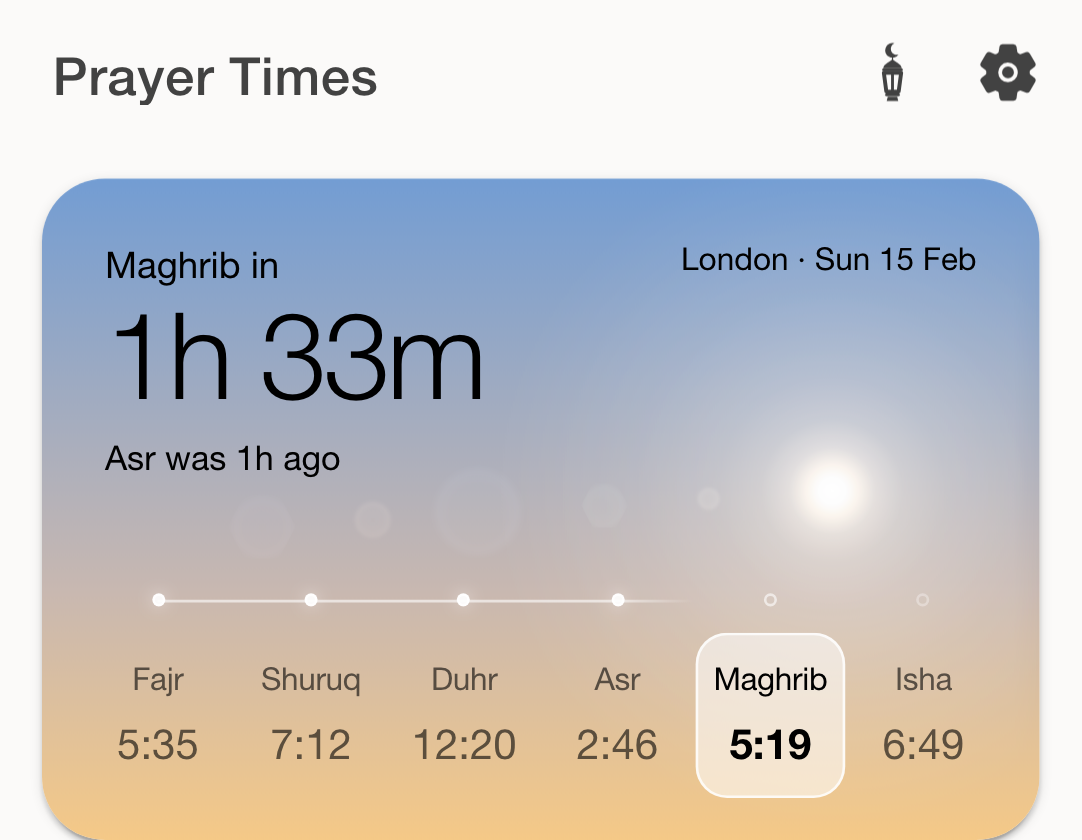 Prayer Times
Maghrib in
London · Sun 15 Feb
1h 33m
Asr was 1h ago
Fajr Shuruq Duhr Asr Maghrib Isha
5:35 7:12 12:20 2:46 5:19 6:49